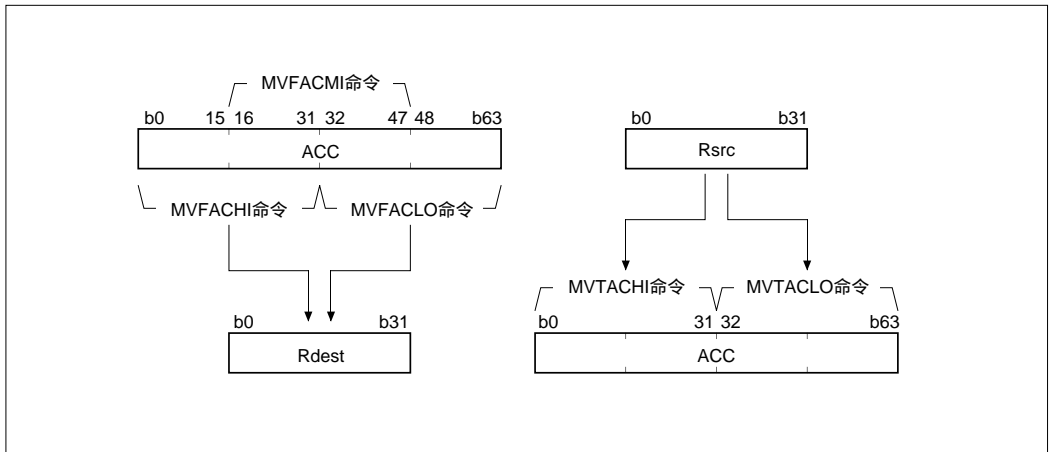 MVFACMI命令
b0 15 16 31 32 47 48 b63
ACC
MVFACHI命令 MVFACLO命令
b0 b31
Rdest
b0 b31
Rsrc
MVTACHI命令 MVTACLO命令
b0 31 32 b63
ACC